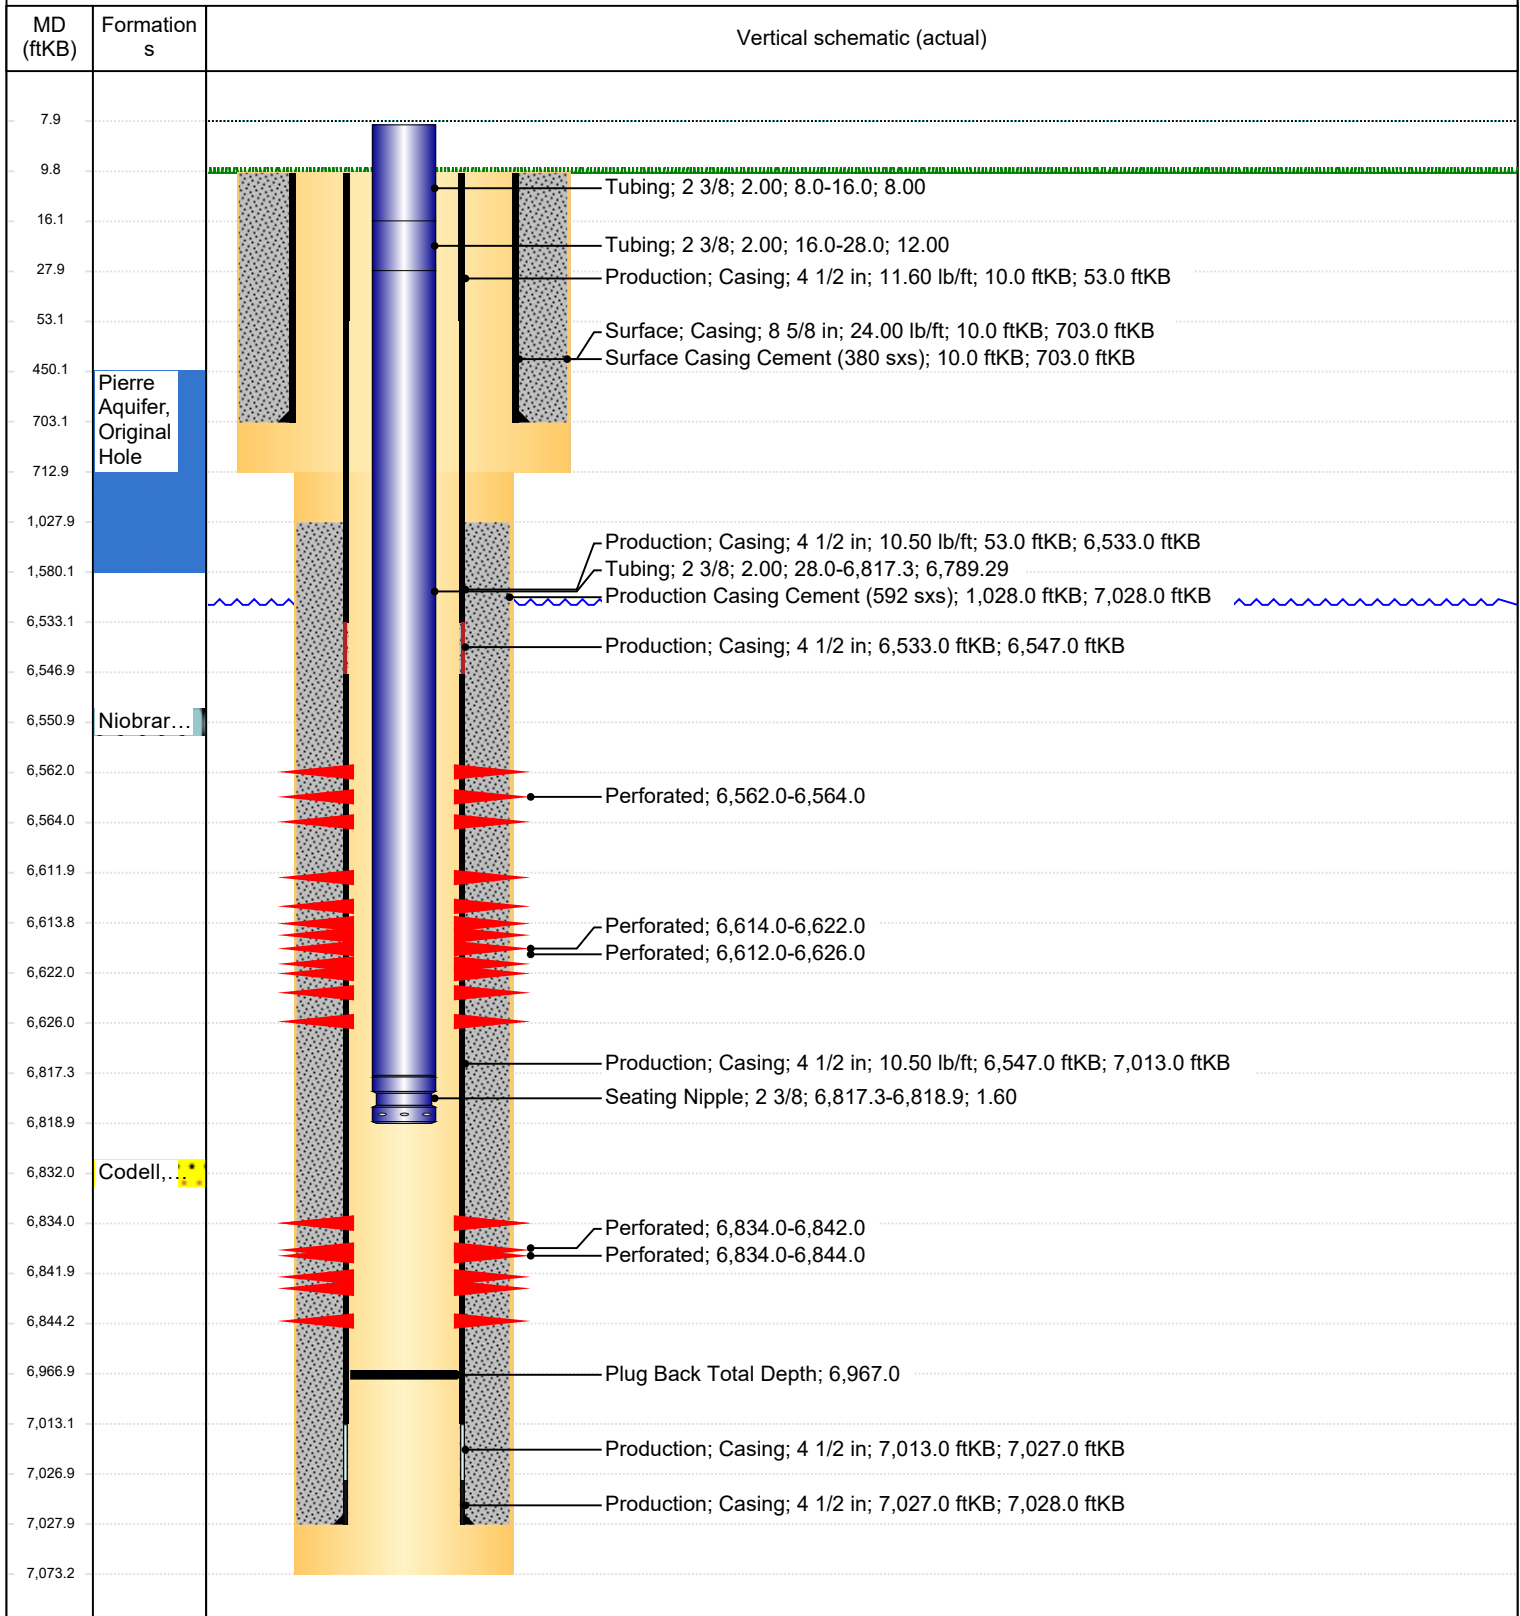 MD
(ftKB)
Formation
s
Vertical schematic (actual)
7.9
9.8
Tubing; 2 3/8; 2.00; 8.0-16.0; 8.00
16.1
Tubing; 2 3/8; 2.00; 16.0-28.0; 12.00
27.9
Production; Casing; 4 1/2 in; 11.60 lb/ft; 10.0 ftKB; 53.0 ftKB
53.1
Surface; Casing; 8 5/8 in; 24.00 lb/ft; 10.0 ftKB; 703.0 ftKB
Surface Casing Cement (380 sxs); 10.0 ftKB; 703.0 ftKB
450.1
Pierre
Aquifer,
Original
Hole
703.1
712.9
1,027.9
Production; Casing; 4 1/2 in; 10.50 lb/ft; 53.0 ftKB; 6,533.0 ftKB
Tubing; 2 3/8; 2.00; 28.0-6,817.3; 6,789.29
1,580.1
Production Casing Cement (592 sxs); 1,028.0 ftKB; 7,028.0 ftKB
6,533.1
Production; Casing; 4 1/2 in; 6,533.0 ftKB; 6,547.0 ftKB
6,546.9
6,550.9
Niobrar...
6,562.0
Perforated; 6,562.0-6,564.0
6,564.0
6,611.9
6,613.8
Perforated; 6,614.0-6,622.0
Perforated; 6,612.0-6,626.0
6,622.0
6,626.0
Production; Casing; 4 1/2 in; 10.50 lb/ft; 6,547.0 ftKB; 7,013.0 ftKB
6,817.3
Seating Nipple; 2 3/8; 6,817.3-6,818.9; 1.60
6,818.9
6,832.0
Codell,...
6,834.0
Perforated; 6,834.0-6,842.0
Perforated; 6,834.0-6,844.0
6,841.9
6,844.2
6,966.9
Plug Back Total Depth; 6,967.0
7,013.1
Production; Casing; 4 1/2 in; 7,013.0 ftKB; 7,027.0 ftKB
7,026.9
Production; Casing; 4 1/2 in; 7,027.0 ftKB; 7,028.0 ftKB
7,027.9
7,073.2